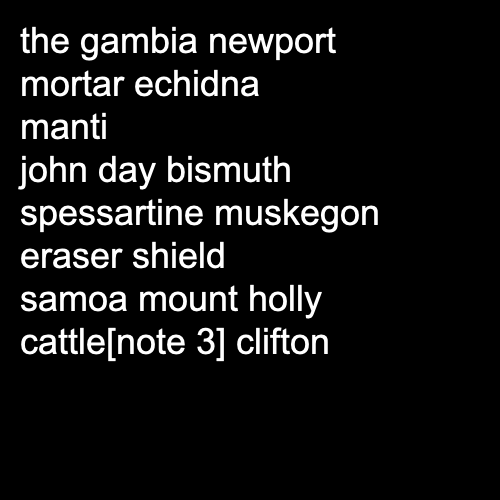 the gambia newport
mortar echidna
manti
john day bismuth
spessartine muskegon
eraser shield
samoa mount holly
cattle[note 3] clifton